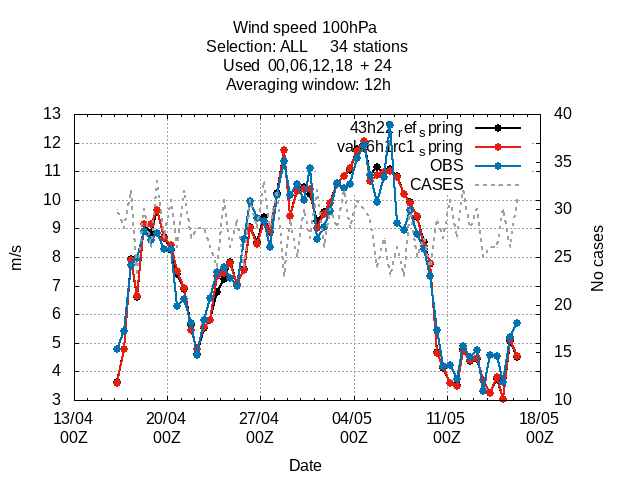 Wind speed 100hPa
Selection: ALL 34 stations
Used 00,06,12,18 + 24
Averaging window: 12h
13
12
11
10
9
8
7
6
5
4
3
m/s
40
35
30
25
20
15
10
No cases
ref spring
spring
OBS
CASES
13/04 20/04 27/04 04/05 11/05 18/05
00Z 00Z 00Z 00Z 00Z 00Z
Date